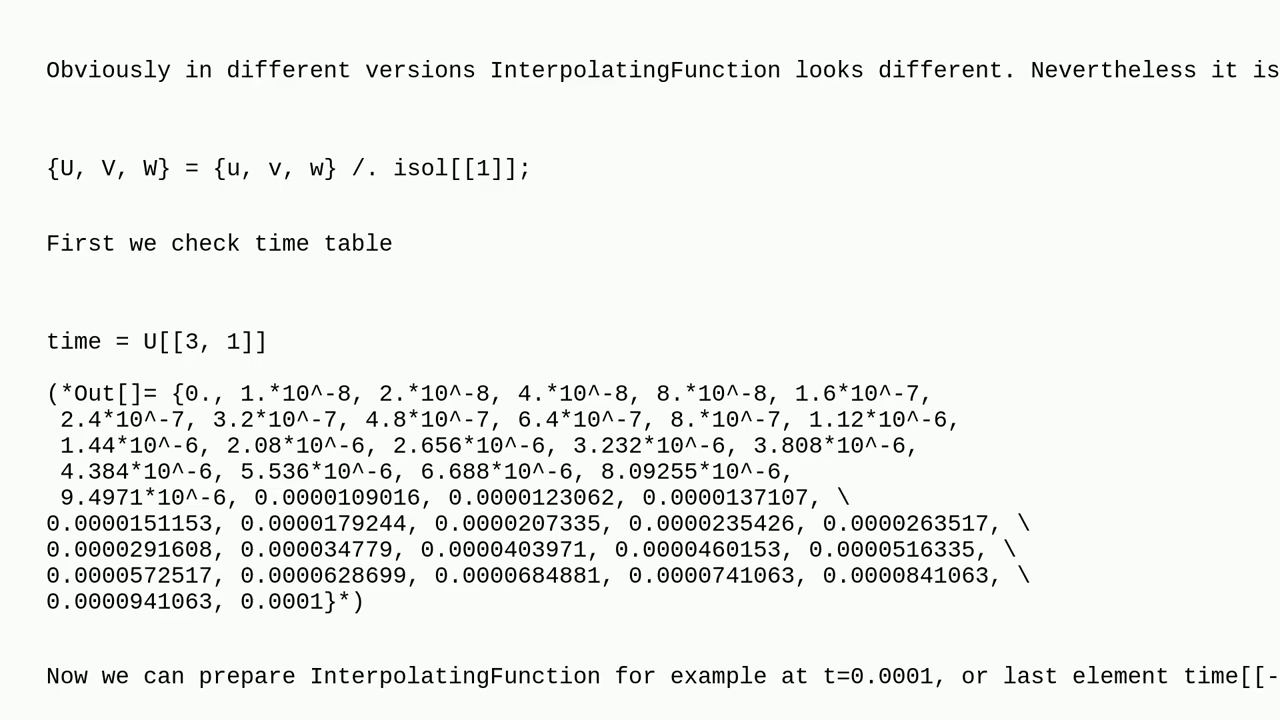 Obviously in different versions InterpolatingFunction looks different. Nevertheless it is
{U, V, W} = {u, v, w} /. isol[[1]];
First we check time table
time = U[[3, 1]]
(*Out[]= {0., 1.*10^-8, 2.*10^-8, 4.*10^-8, 8.*10^-8, 1.6*10^-7,
2.4*10^-7, 3.2*10^-7, 4.8*10^-7, 6.4*10^-7, 8.*10^-7, 1.12*10^-6,
1.44*10^-6, 2.08*10^-6, 2.656*10^-6, 3.232*10^-6, 3.808*10^-6,
4.384*10^-6, 5.536*10^-6, 6.688*10^-6, 8.09255*10^-6,
9.4971*10^-6, 0.0000109016, 0.0000123062, 0.0000137107, \
0.0000151153, 0.0000179244, 0.0000207335, 0.0000235426, 0.0000263517, \
0.0000291608, 0.000034779, 0.0000403971, 0.0000460153, 0.0000516335, \
0.0000572517, 0.0000628699, 0.0000684881, 0.0000741063, 0.0000841063, \
0.0000941063, 0.0001}*)
Now we can prepare InterpolatingFunction for example at t=0.0001, or last element time[[-